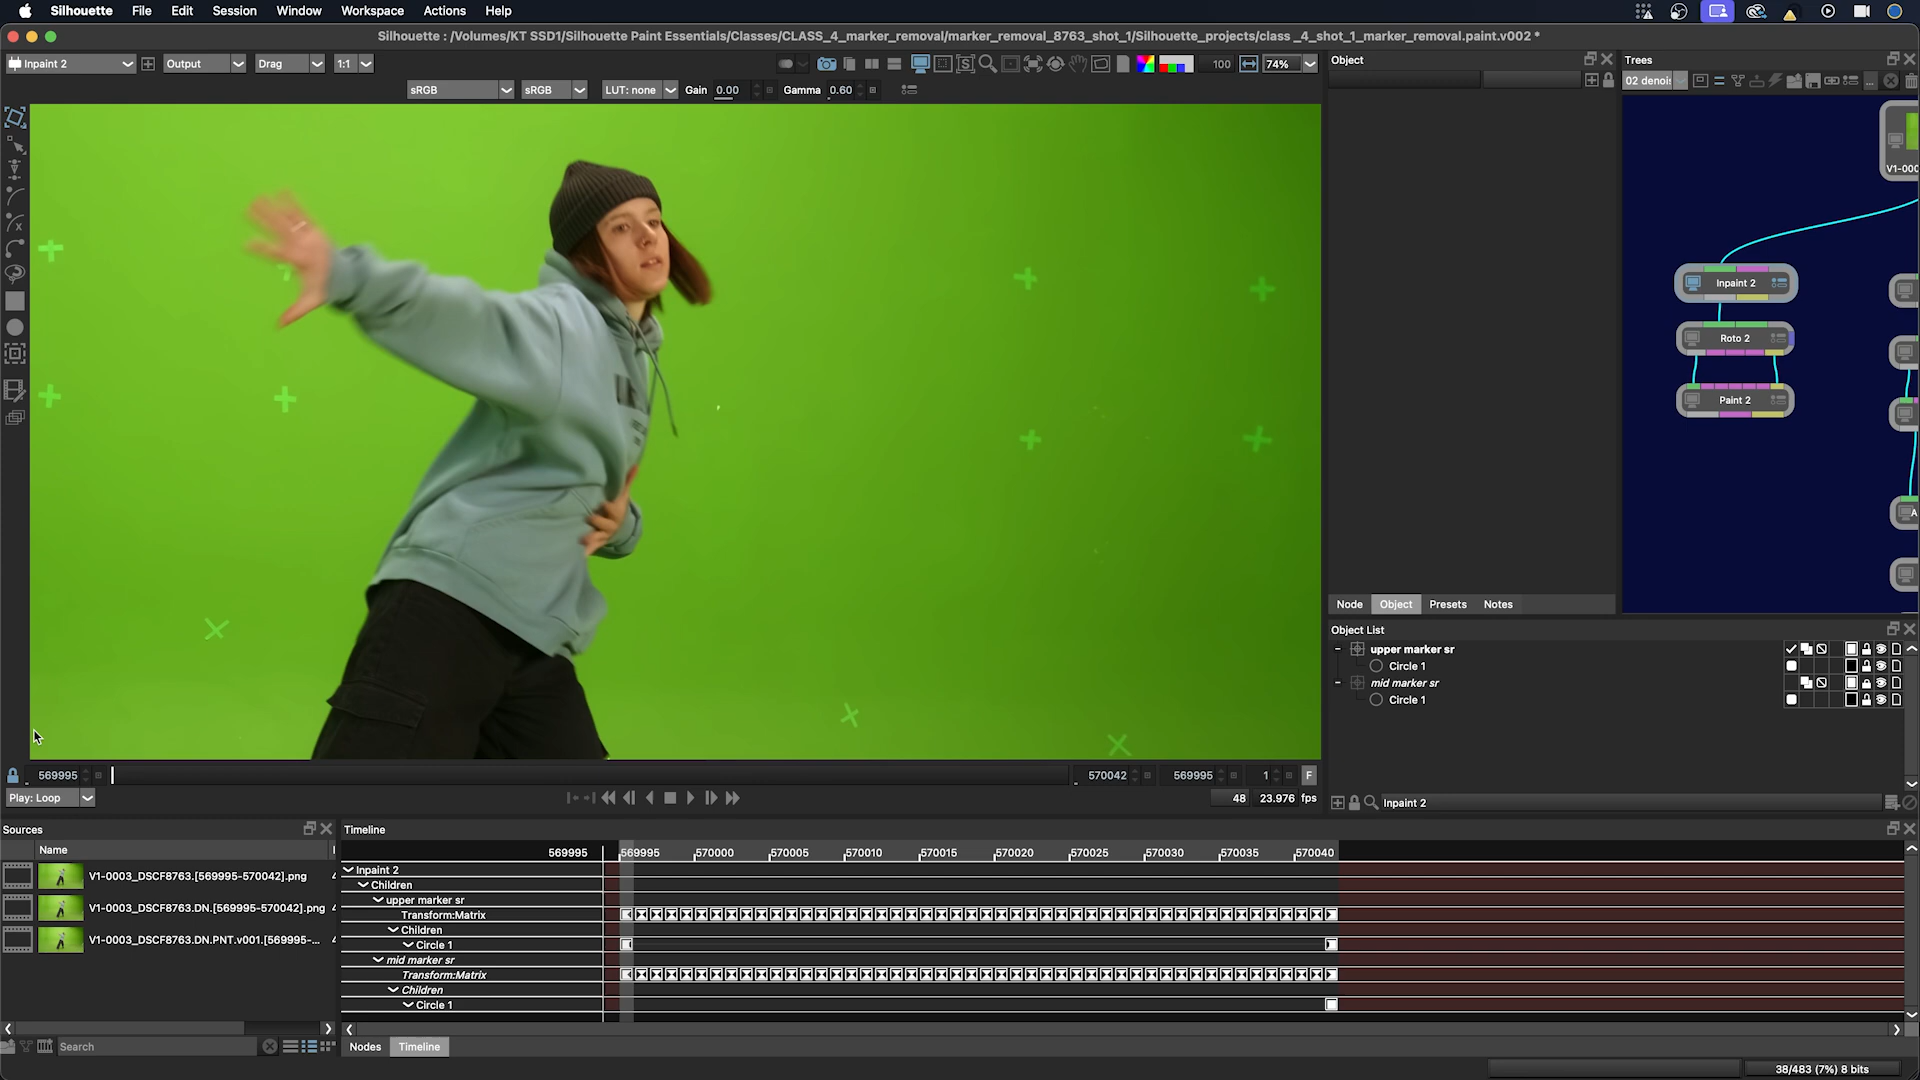 Silhouette File Edit Session Window Workspace Actions Help
Silhouette : /Volumes/KT SSD1/Silhouette Paint Essentials/Classes/CLASS_4_marker_removal/marker_removal_8763_shot_1/Silhouette_projects/class _4_shot_1_marker_removal.paint.v002 *
Inpaint 2 Output Drag 1:1 100 74%
sRGB sRGB LUT: none Gain 0.00 Gamma 0.60
Object
Trees
02 denoi
V1-000
Inpaint 2
Roto 2
Paint 2
A
Node Object Presets Notes
Object List
upper marker sr
Circle 1
mid marker sr
Circle 1
Inpaint 2
569995 570042 569995 1 F
Play: Loop 48 23.976 fps
Sources
Name
V1-0003_DSCF8763.[569995-570042].png
V1-0003_DSCF8763.DN.[569995-570042].png
V1-0003_DSCF8763.DN.PNT.v001.[569995-...
Search
Timeline
569995 569995 570000 570005 570010 570015 570020 570025 570030 570035 570040
Inpaint 2
Children
upper marker sr
Transform:Matrix
Children
Circle 1
mid marker sr
Transform:Matrix
Children
Circle 1
Nodes Timeline
38/483 (7%) 8 bits